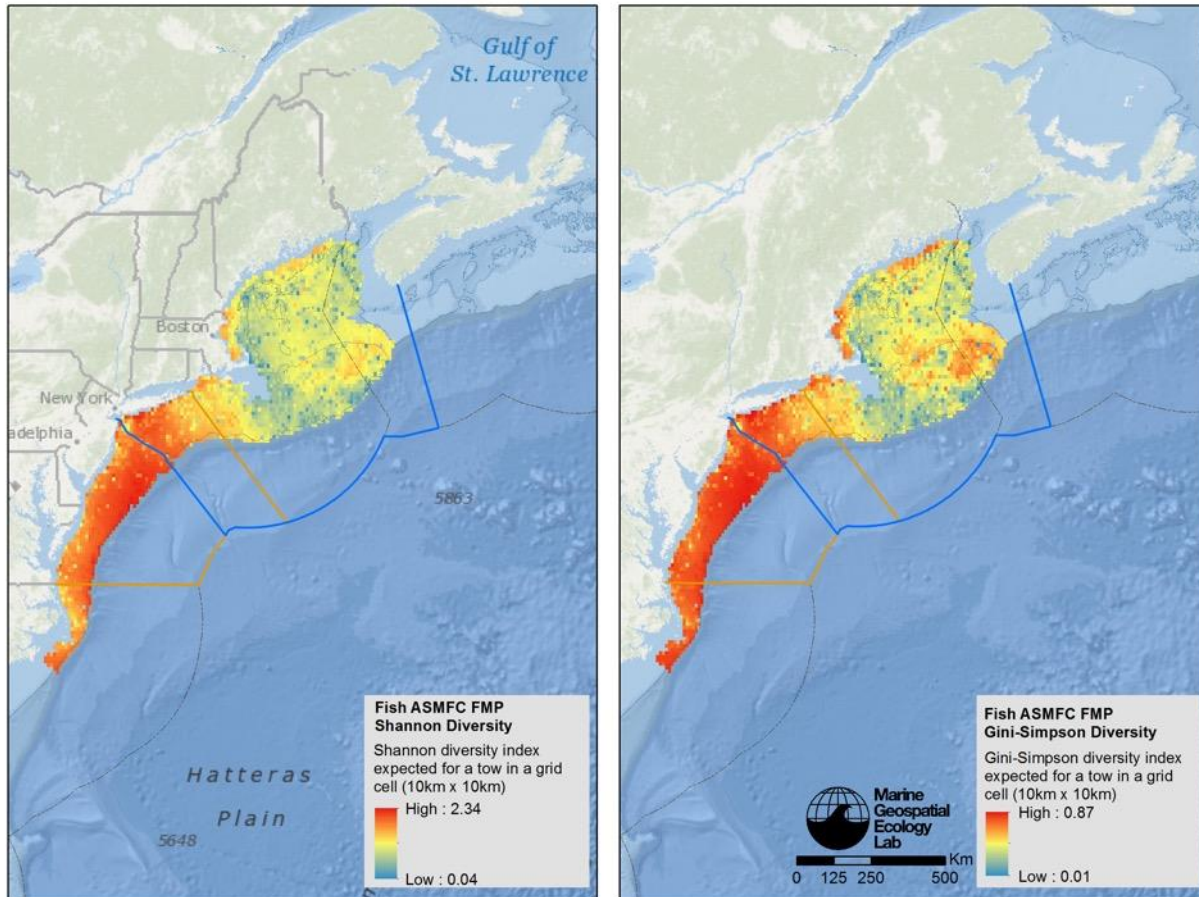 Gulf of
St. Lawrence
Boston
New York
adelphia
5863
Hatteras
Plain
5648
Fish ASMFC FMP
Shannon Diversity
Shannon diversity index
expected for a tow in a grid
cell (10km x 10km)
High : 2.34
Low : 0.04
Marine
Geospatial
Ecology
Lab
Km
0 125 250 500
Fish ASMFC FMP
Gini-Simpson Diversity
Gini-Simpson diversity index
expected for a tow in a grid
cell (10km x 10km)
High : 0.87
Low : 0.01